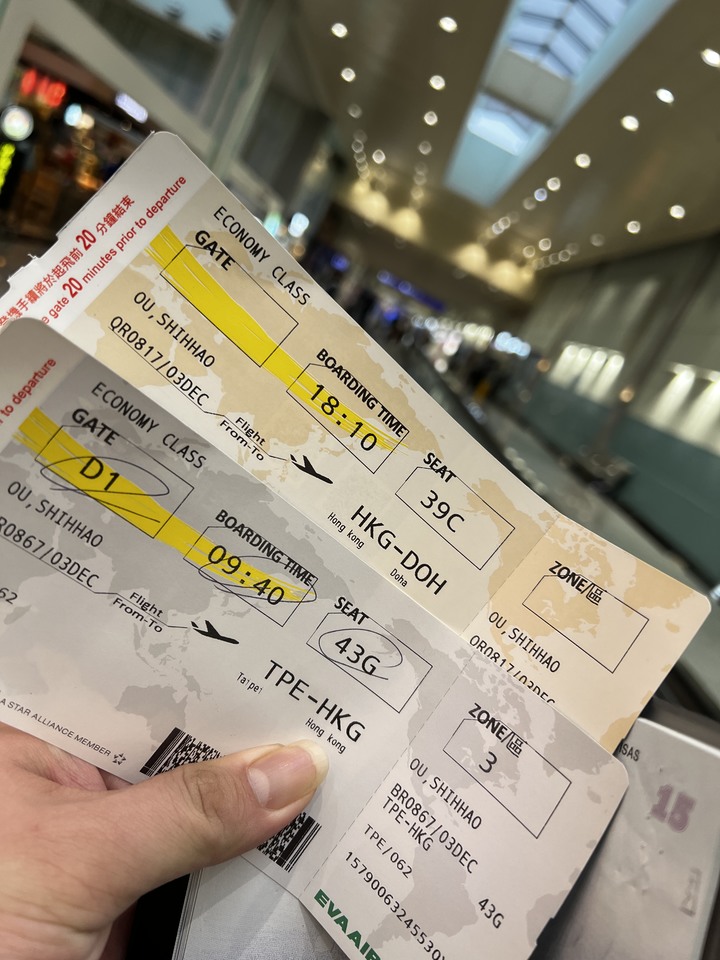 分鐘結束
20 minutes prior to departure
ECONOMY CLASS
GATE
OU, SHIHHAO
QR0817/03DEC
BOARDING TIME
18:10
Flight
From-To
SEAT
39C
HKG-DOH
Hong kong
Doha
ZONE/區
OU, SHIHHAO
QR0817/03DEC
to departure
ECONOMY CLASS
GATE
D1
OU, SHIHHAO
R0867/03DEC
62
BOARDING TIME
09:40
Flight
From-To
SEAT
43G
TPE-HKG
Taipei
Hong kong
A STAR ALLIANCE MEMBER
ZONE/區
3
OU, SHIHHAO
BR0867/03DEC
TPE-HKG
TPE/062
43G
EVA AIR
15